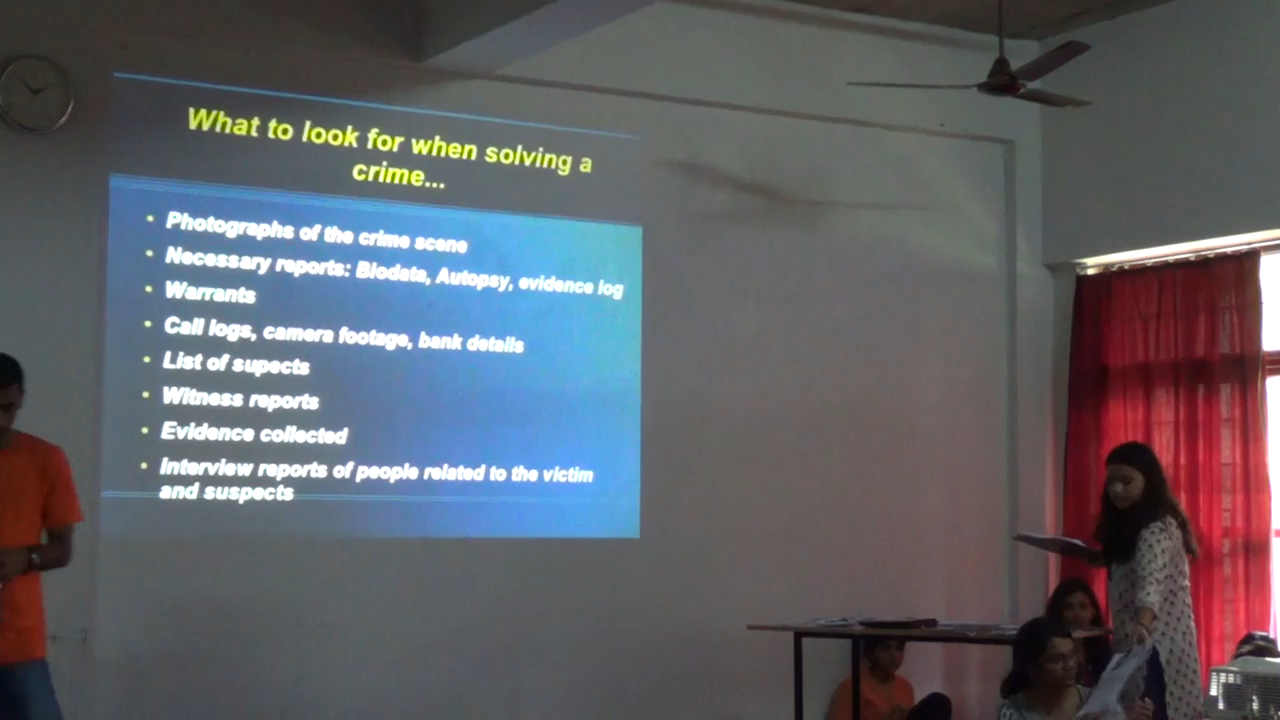 What to look for when solving a
crime...
• Photographs of the crime scene
• Necessary reports: Biodata, Autopsy, evidence log
• Warrants
• Call logs, camera footage, bank details
• List of supects
• Witness reports
• Evidence collected
• Interview reports of people related to the victim
and suspects